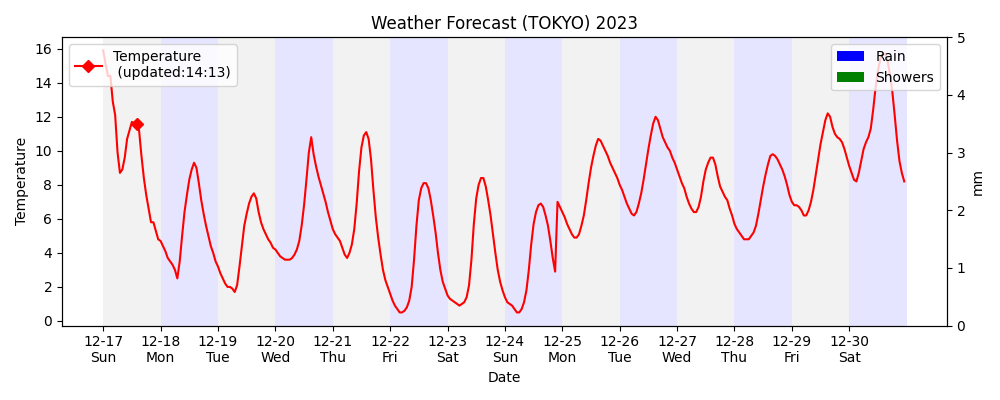 Weather Forecast (TOKYO) 2023
Temperature
(updated:14:13)
Rain
Showers
Temperature
16
14
12
10
8
6
4
2
0
5
4
3
2
1
0
mm
12-17 12-18 12-19 12-20 12-21 12-22 12-23 12-24 12-25 12-26 12-27 12-28 12-29 12-30
Sun Mon Tue Wed Thu Fri Sat Sun Mon Tue Wed Thu Fri Sat
Date